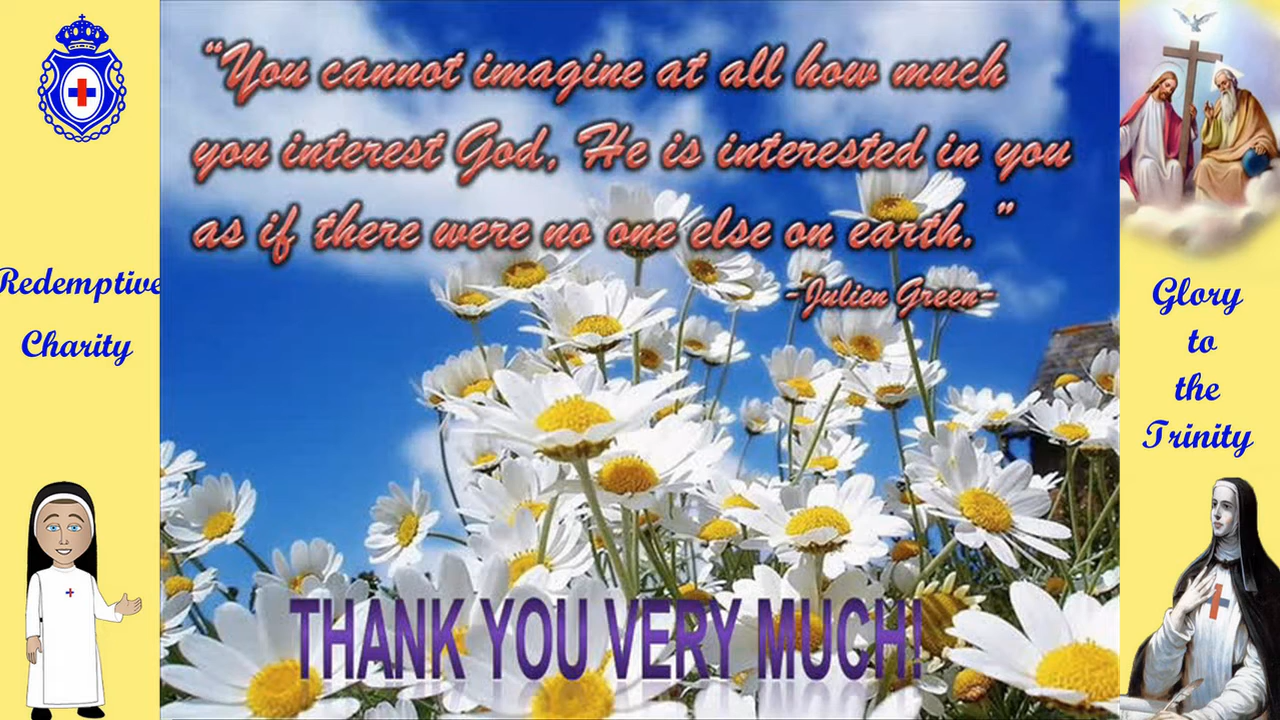 “You cannot imagine at all how much
you interest God, He is interested in you
as if there were no one else on earth.”
-Julien Green-
THANK YOU VERY MUCH!
Redemptive
Charity
Glory
to
the
Trinity